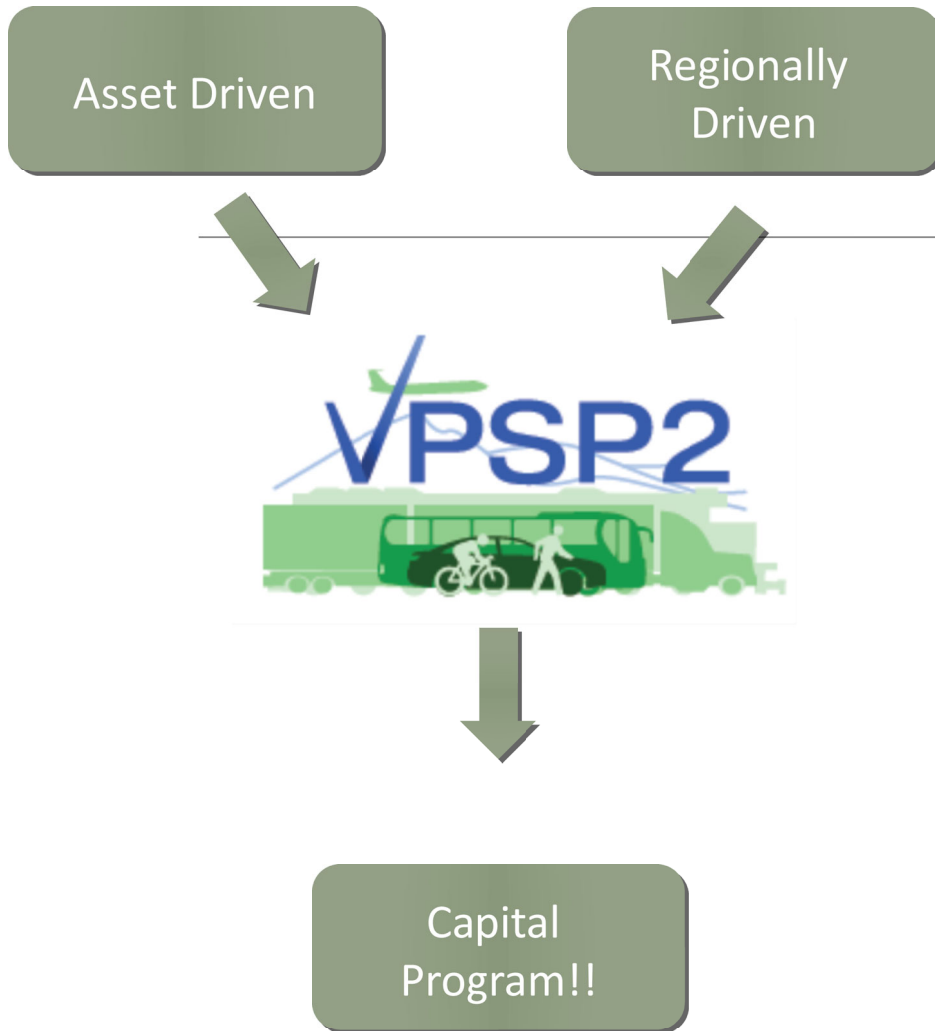 Asset Driven
Regionally
Driven
VPSP2
Capital
Program!!